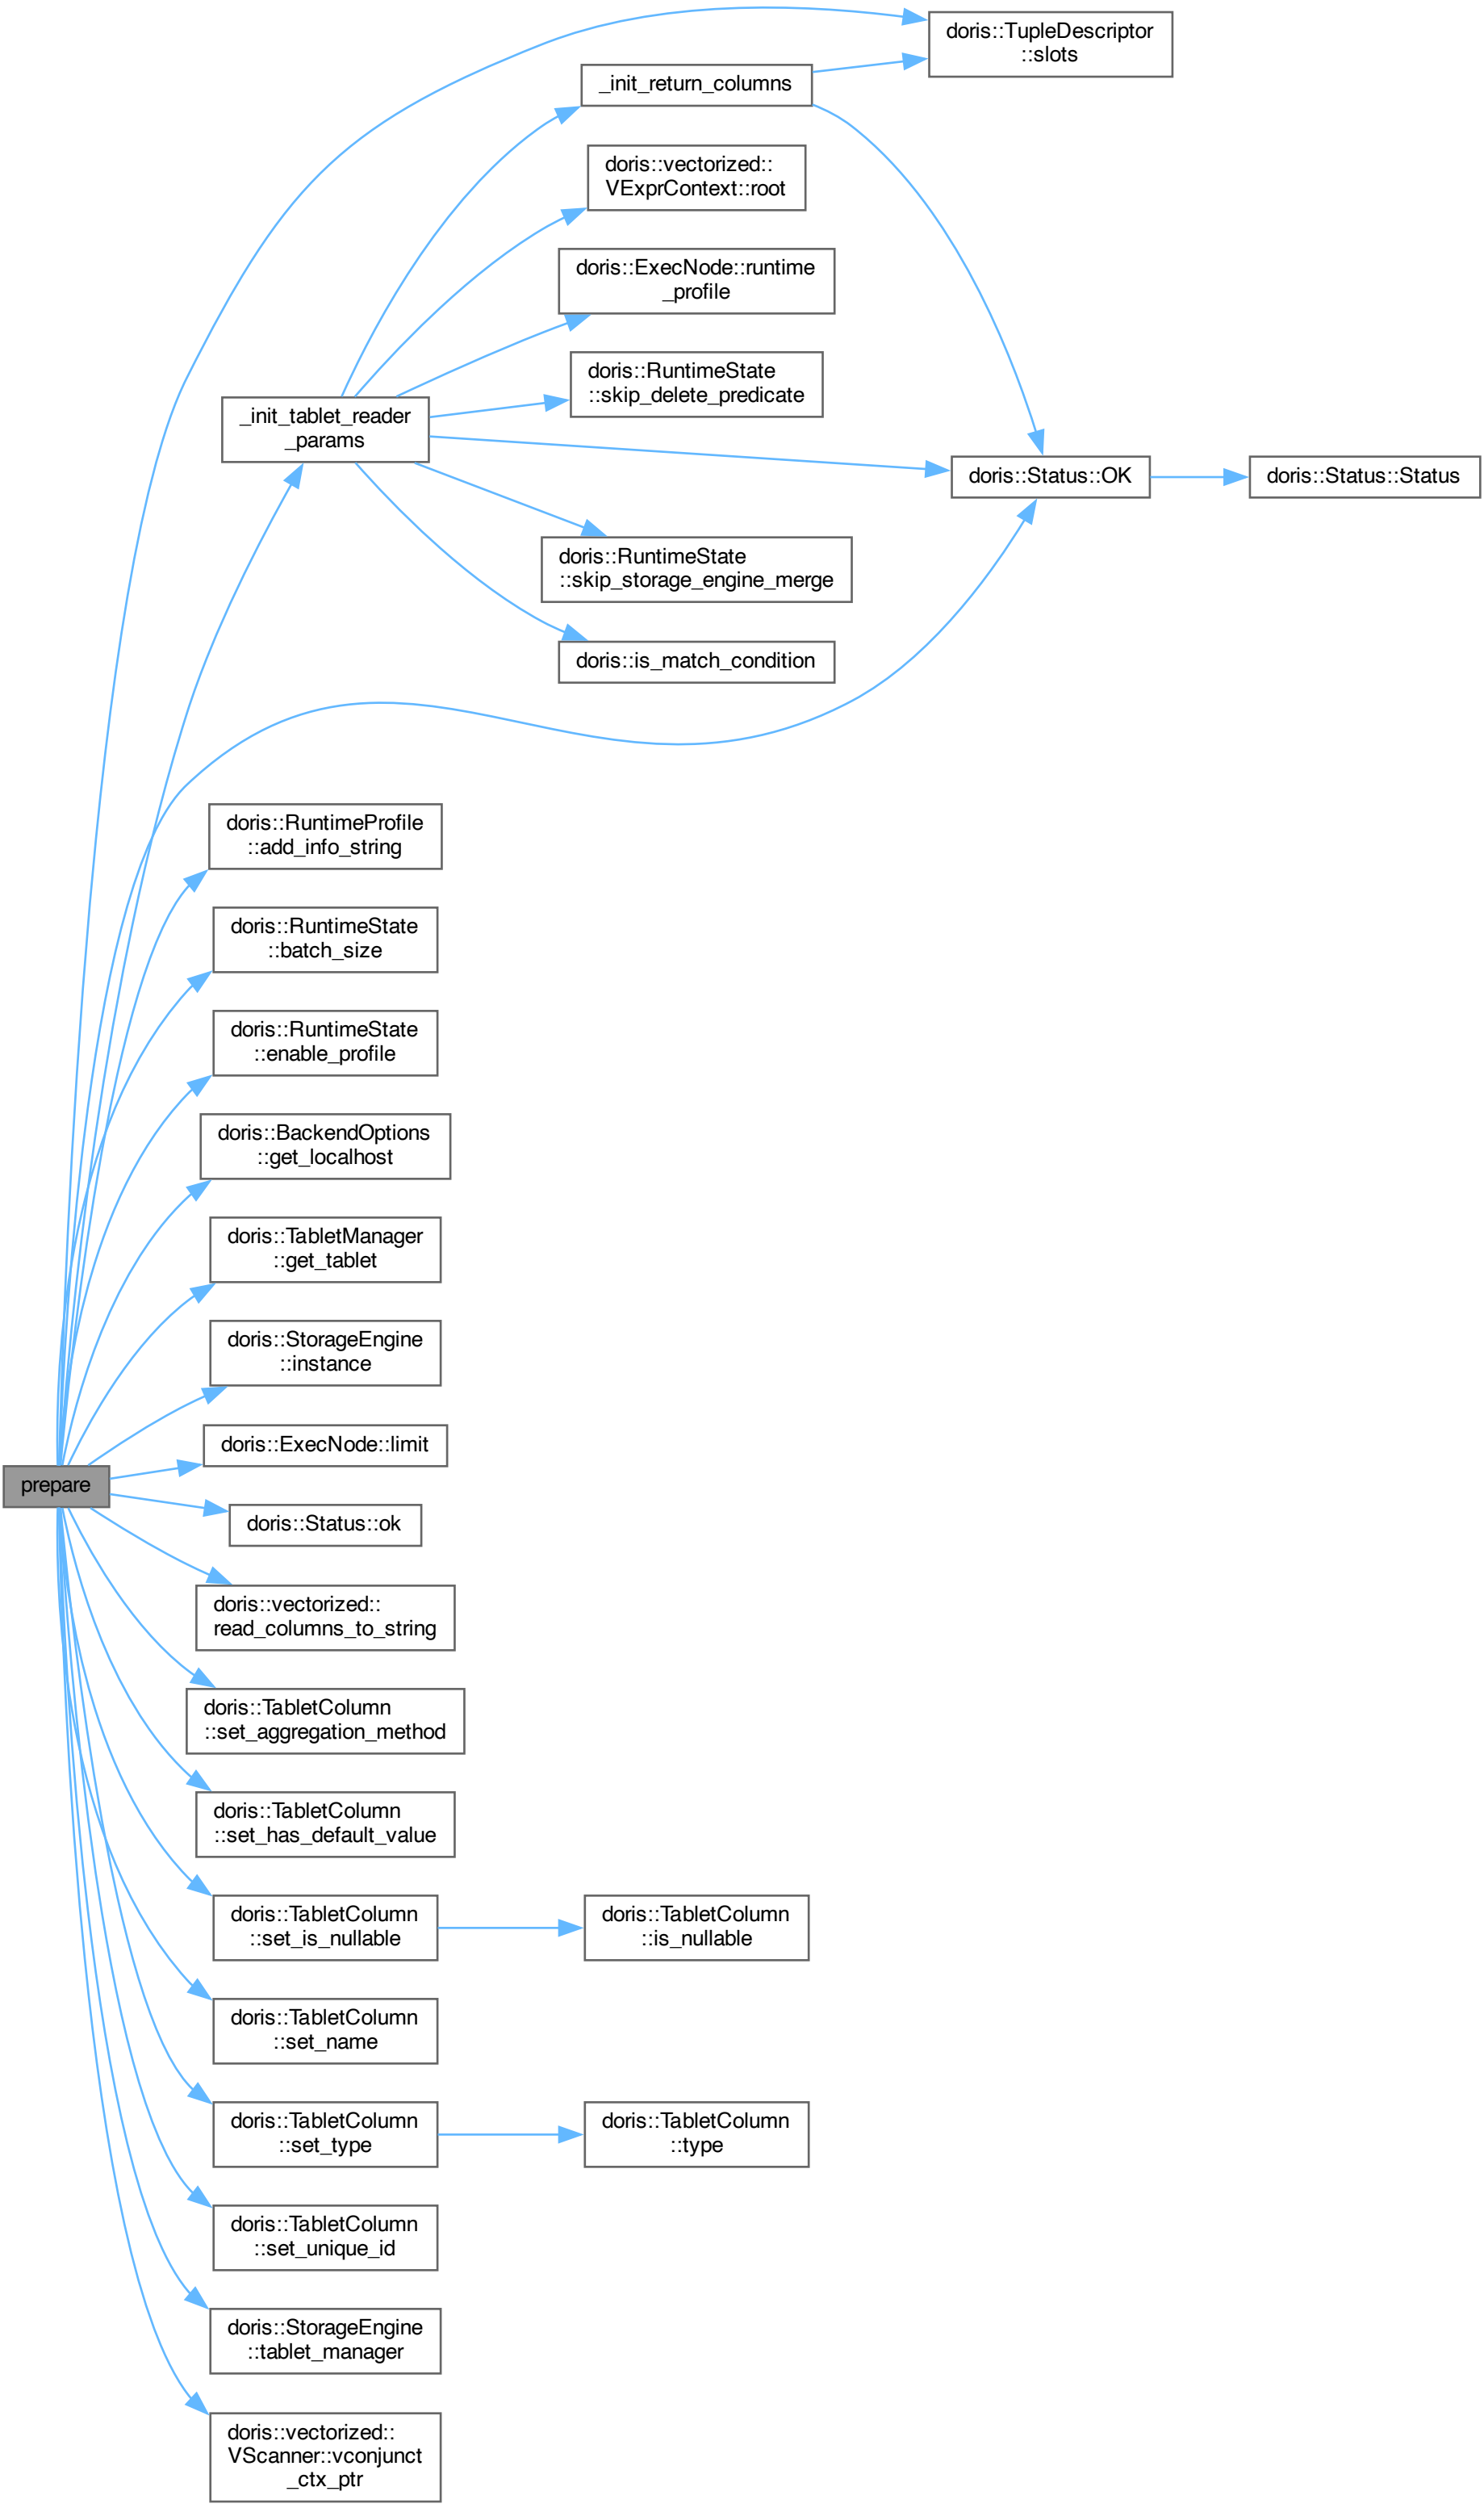 doris::TupleDescriptor
::slots
_init_return_columns
doris::vectorized::
VExprContext::root
doris::ExecNode::runtime
_profile
doris::RuntimeState
::skip_delete_predicate
_init_tablet_reader
_params
doris::Status::OK
doris::Status::Status
doris::RuntimeState
::skip_storage_engine_merge
doris::is_match_condition
doris::RuntimeProfile
::add_info_string
doris::RuntimeState
::batch_size
doris::RuntimeState
::enable_profile
doris::BackendOptions
::get_localhost
doris::TabletManager
::get_tablet
doris::StorageEngine
::instance
doris::ExecNode::limit
prepare
doris::Status::ok
doris::vectorized::
read_columns_to_string
doris::TabletColumn
::set_aggregation_method
doris::TabletColumn
::set_has_default_value
doris::TabletColumn
::set_is_nullable
doris::TabletColumn
::is_nullable
doris::TabletColumn
::set_name
doris::TabletColumn
::set_type
doris::TabletColumn
::type
doris::TabletColumn
::set_unique_id
doris::StorageEngine
::tablet_manager
doris::vectorized::
VScanner::vconjunct
_ctx_ptr